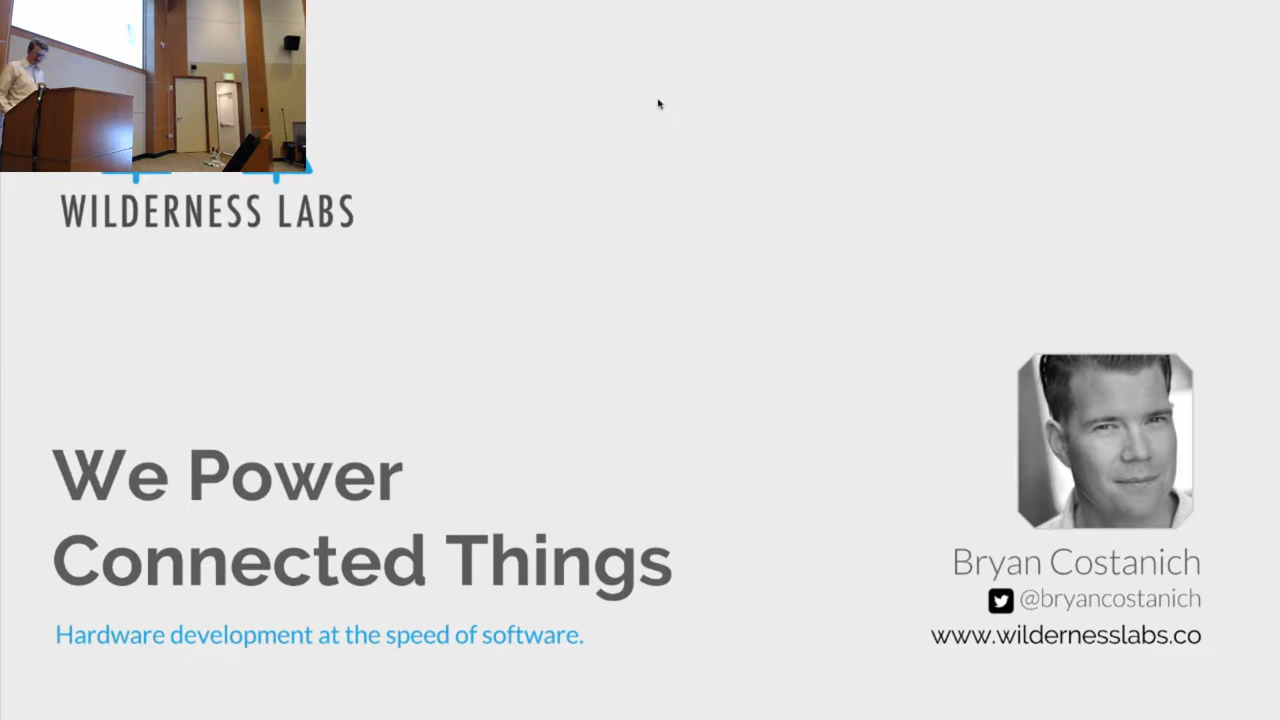 WILDERNESS LABS
We Power
Connected Things
Hardware development at the speed of software.
Bryan Costanich
@bryancostanich
www.wildernesslabs.co